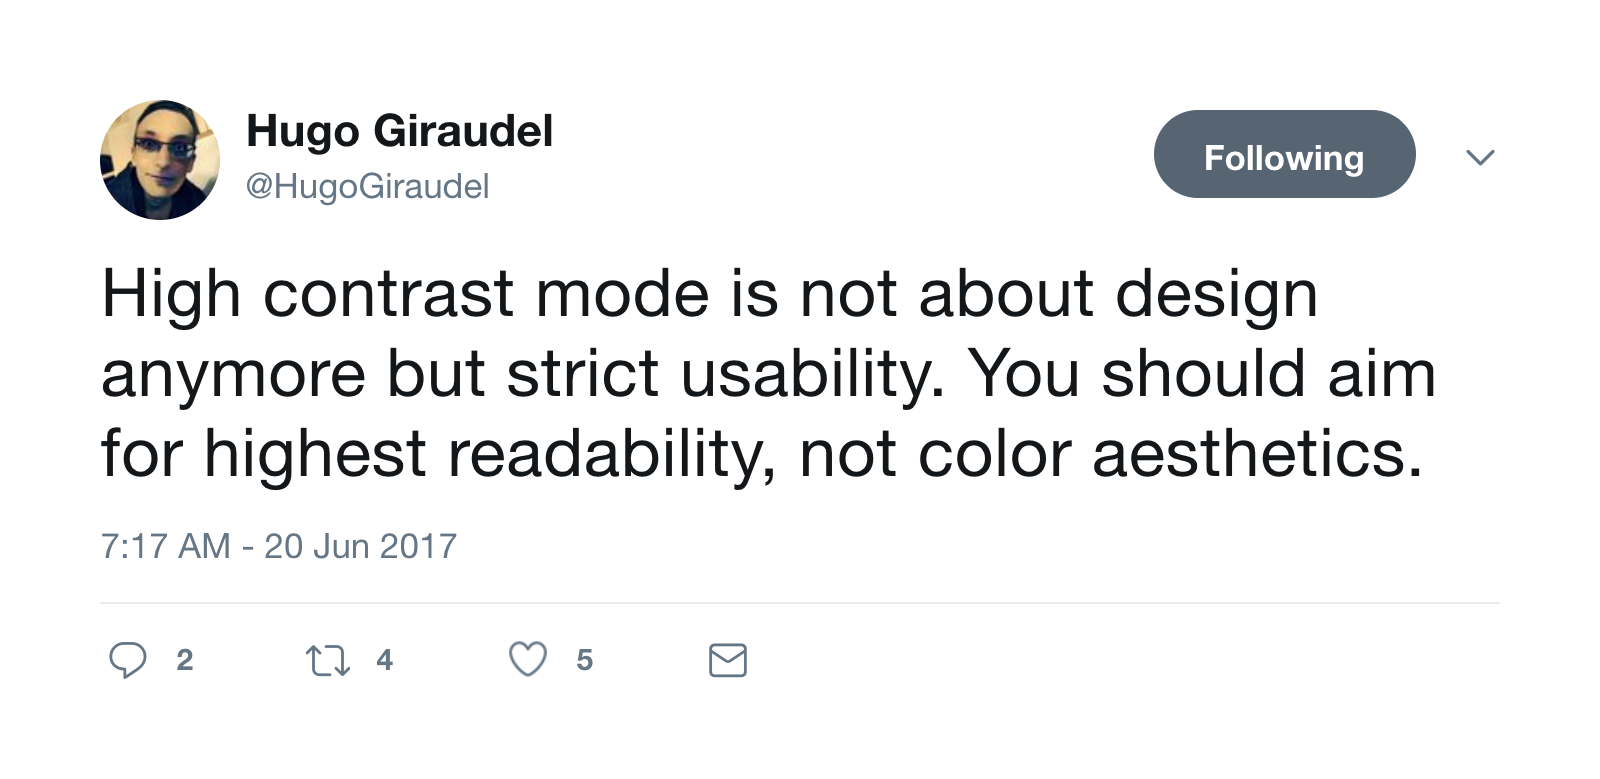 Hugo Giraudel
@HugoGiraudel
Following
High contrast mode is not about design
anymore but strict usability. You should aim
for highest readability, not color aesthetics.
7:17 AM - 20 Jun 2017
2 4 5